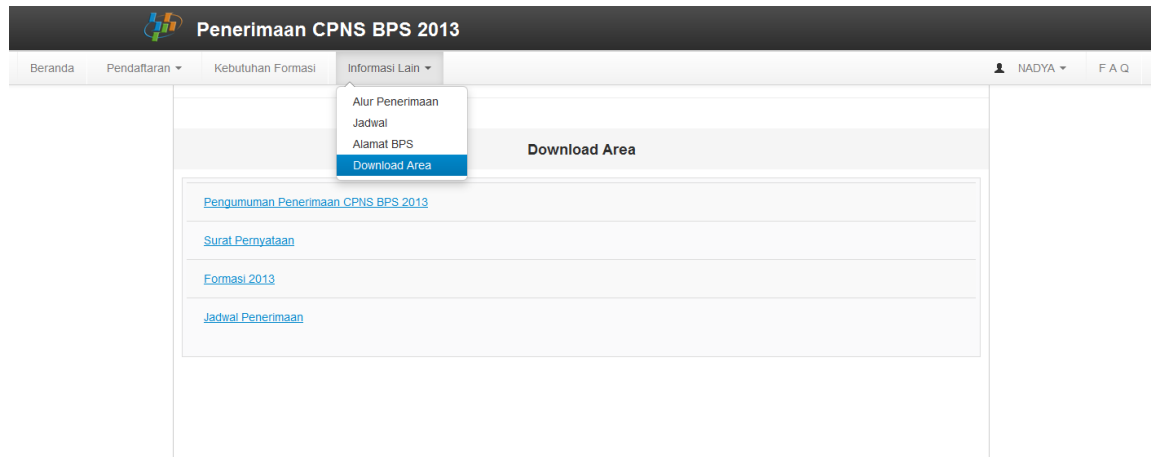 Penerimaan CPNS BPS 2013
Beranda Pendaftaran Kebutuhan Formasi Informasi Lain NADYA F A Q
Alur Penerimaan
Jadwal
Alamat BPS
Download Area
Download Area
Pengumuman Penerimaan CPNS BPS 2013
Surat Pernyataan
Formasi 2013
Jadwal Penerimaan